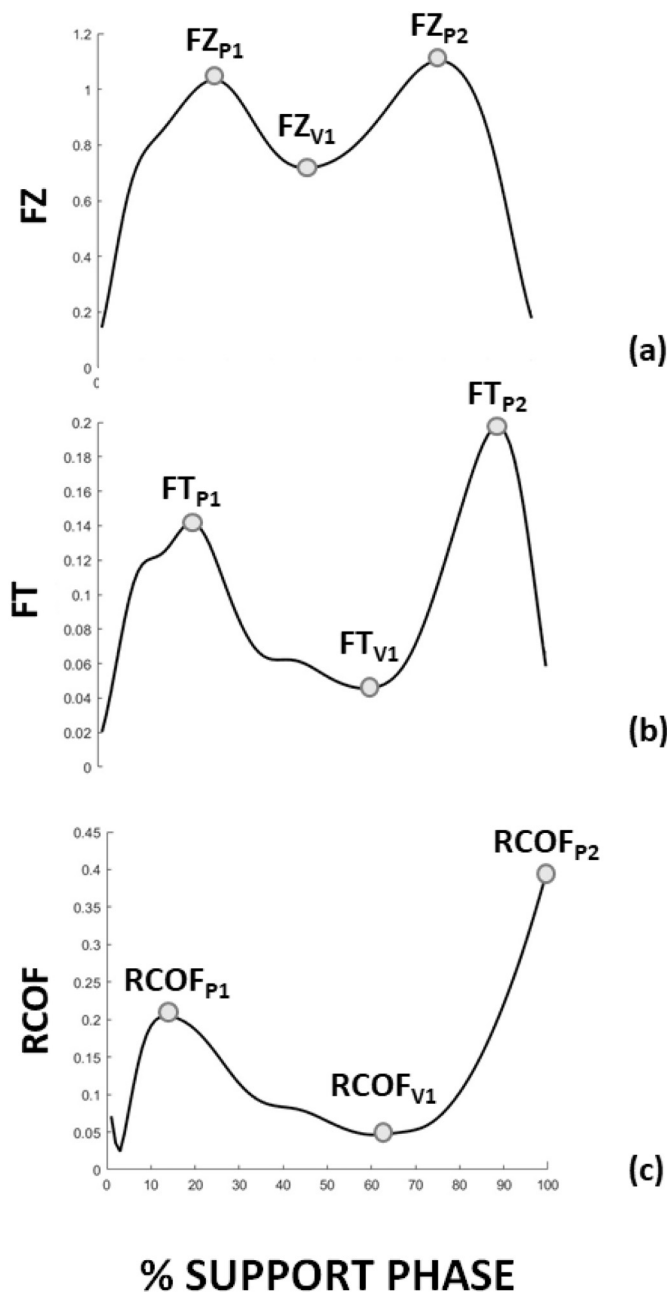 FZP1
FZP2
FZV1
FZ
1.2
1
0.8
0.6
0.4
0.2
0
0
(a)
FTP1
FTP2
FTV1
FT
0.2
0.18
0.16
0.14
0.12
0.1
0.08
0.06
0.04
0.02
0
(b)
RCOFP1
RCOFP2
RCOFV1
RCOF
0.45
0.4
0.35
0.3
0.25
0.2
0.15
0.1
0.05
0
0 10 20 30 40 50 60 70 80 90 100
(c)
% SUPPORT PHASE